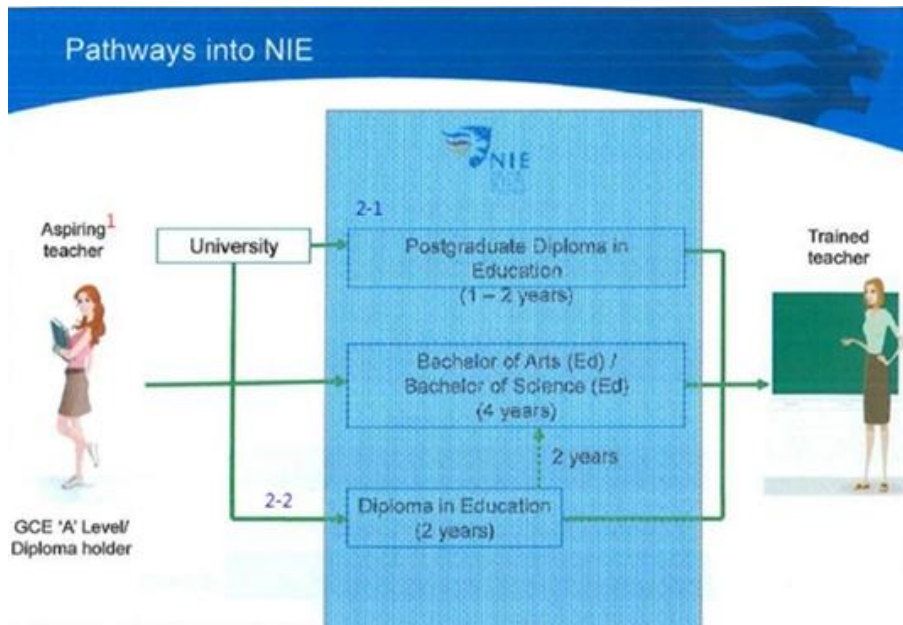 Pathways into NIE
NIE
Aspiring1
teacher
University
2-1
Postgraduate Diploma in
Education
(1 – 2 years)
Trained
teacher
Bachelor of Arts (Ed) /
Bachelor of Science (Ed)
(4 years)
2 years
2-2
Diploma in Education
(2 years)
GCE 'A' Level/
Diploma holder